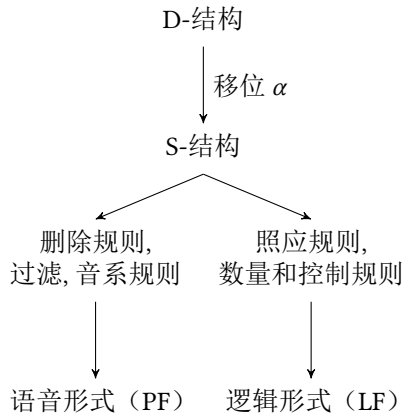 D-结构
移位 α
S-结构
删除规则,
过滤, 音系规则
照应规则,
数量和控制规则
语音形式（PF）
逻辑形式（LF）